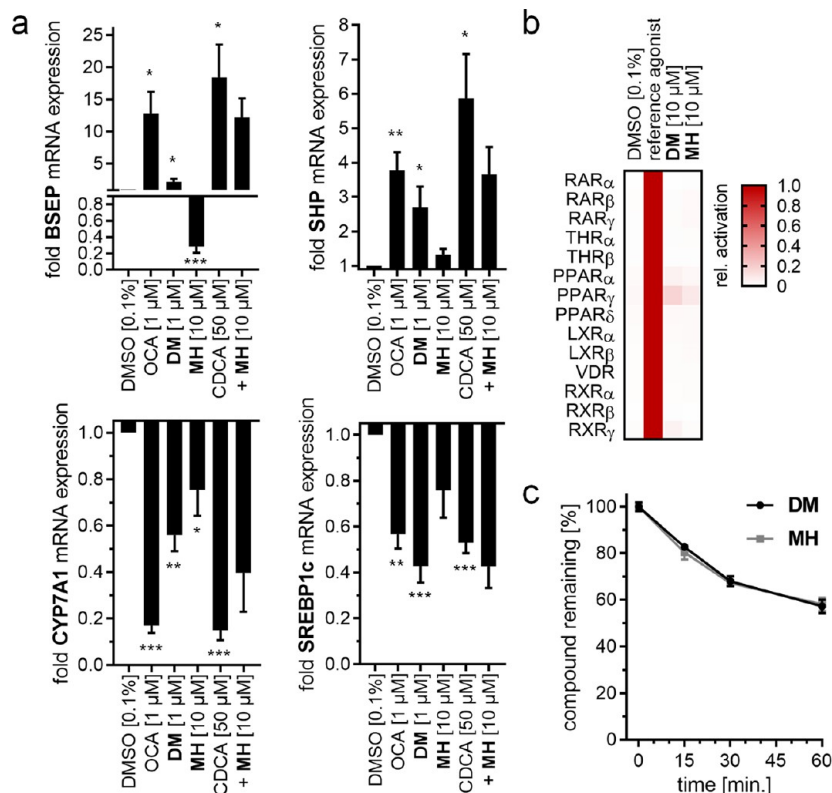 a
fold BSEP mRNA expression
25
20
15
10
5
0.8
0.6
0.4
0.3
0.2
0.0
*
*
***
*
DMSO [0.1%]
OCA [1 µM]
DM [1 µM]
MH [10 µM]
CDCA [50 µM]
+ MH [10 µM]
fold SHP mRNA expression
8
7
6
5
4
3
2
1
**
*
*
DMSO [0.1%]
OCA [1 µM]
DM [1 µM]
MH [10 µM]
CDCA [50 µM]
+ MH [10 µM]
b
DMSO [0.1%]
reference agonist
DM [10 µM]
MH [10 µM]
RARα
RARβ
RARγ
THRα
THRβ
PPARα
PPARγ
PPARδ
LXRα
LXRβ
VDR
RXRα
RXRβ
RXRγ
rel. activation
1.0
0.8
0.6
0.4
0.2
0
fold CYP7A1 mRNA expression
1.0
0.8
0.6
0.4
0.2
0.0
***
**
*
***
DMSO [0.1%]
OCA [1 µM]
DM [1 µM]
MH [10 µM]
CDCA [50 µM]
+ MH [10 µM]
fold SREBP1c mRNA expression
1.0
0.8
0.6
0.4
0.2
0.0
**
***
***
DMSO [0.1%]
OCA [1 µM]
DM [1 µM]
MH [10 µM]
CDCA [50 µM]
+ MH [10 µM]
c
compound remaining [%]
100
80
60
40
20
0
DM
MH
0
15
30
60
time [min.]